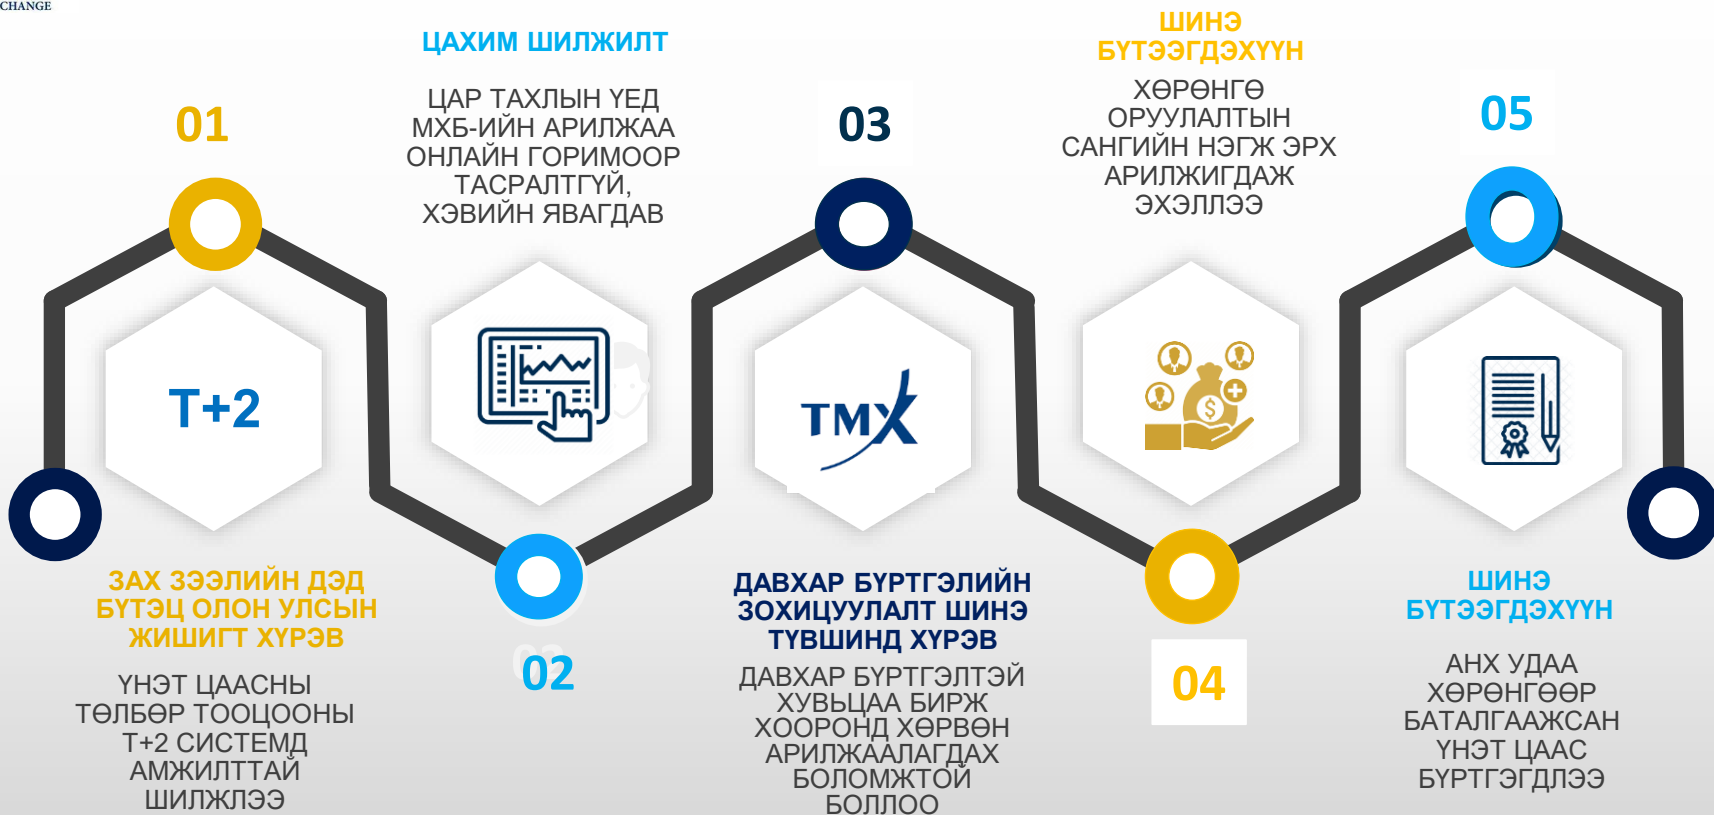 CHANGE
01
T+2
ЗАХ ЗЭЭЛИЙН ДЭД
БҮТЭЦ ОЛОН УЛСЫН
ЖИШИГТ ХҮРЭВ
ҮНЭТ ЦААСНЫ
ТӨЛБӨР ТООЦООНЫ
Т+2 СИСТЕМД
АМЖИЛТТАЙ
ШИЛЖЛЭЭ
ЦАХИМ ШИЛЖИЛТ
ЦАР ТАХЛЫН ҮЕД
МХБ-ИЙН АРИЛЖАА
ОНЛАЙН ГОРИМООР
ТАСРАЛТГҮЙ,
ХЭВИЙН ЯВАГДАВ
02
03
TMX
ДАВХАР БҮРТГЭЛИЙН
ЗОХИЦУУЛАЛТ ШИНЭ
ТҮВШИНД ХҮРЭВ
ДАВХАР БҮРТГЭЛТЭЙ
ХУВЬЦАА БИРЖ
ХООРОНД ХӨРВӨН
АРИЛЖААЛАГДАХ
БОЛОМЖТОЙ
БОЛЛОО
ШИНЭ
БҮТЭЭГДЭХҮҮН
ХӨРӨНГӨ
ОРУУЛАЛТЫН
САНГИЙН НЭГЖ ЭРХ
АРИЛЖИГДАЖ
ЭХЭЛЛЭЭ
$
04
05
ШИНЭ
БҮТЭЭГДЭХҮҮН
АНХ УДАА
ХӨРӨНГӨӨР
БАТАЛГААЖСАН
ҮНЭТ ЦААС
БҮРТГЭГДЛЭЭ